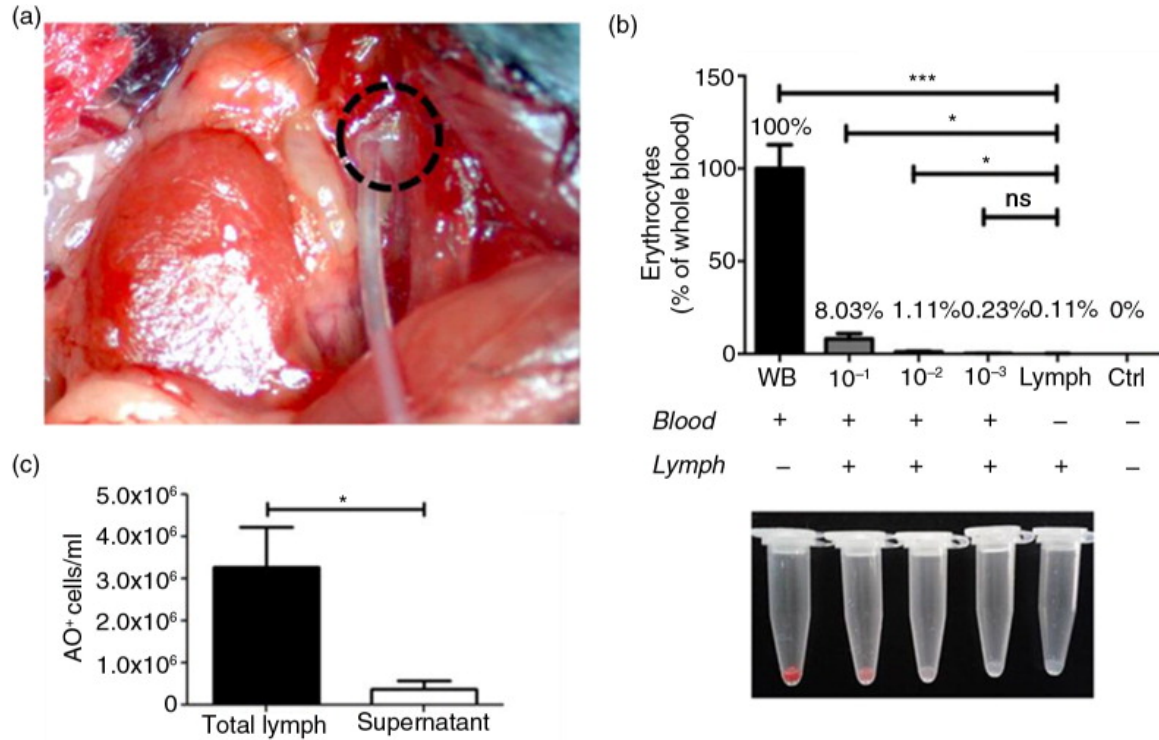 (a)
(b)
Erythrocytes
(% of whole blood)
150
100
50
0
***
*
*
ns
100%
8.03% 1.11% 0.23% 0.11% 0%
WB 10⁻¹ 10⁻² 10⁻³ Lymph Ctrl
Blood + + + + – –
Lymph – + + + + –
(c)
AO⁺ cells/ml
5.0x10⁶
4.0x10⁶
3.0x10⁶
2.0x10⁶
1.0x10⁶
0
*
Total lymph Supernatant